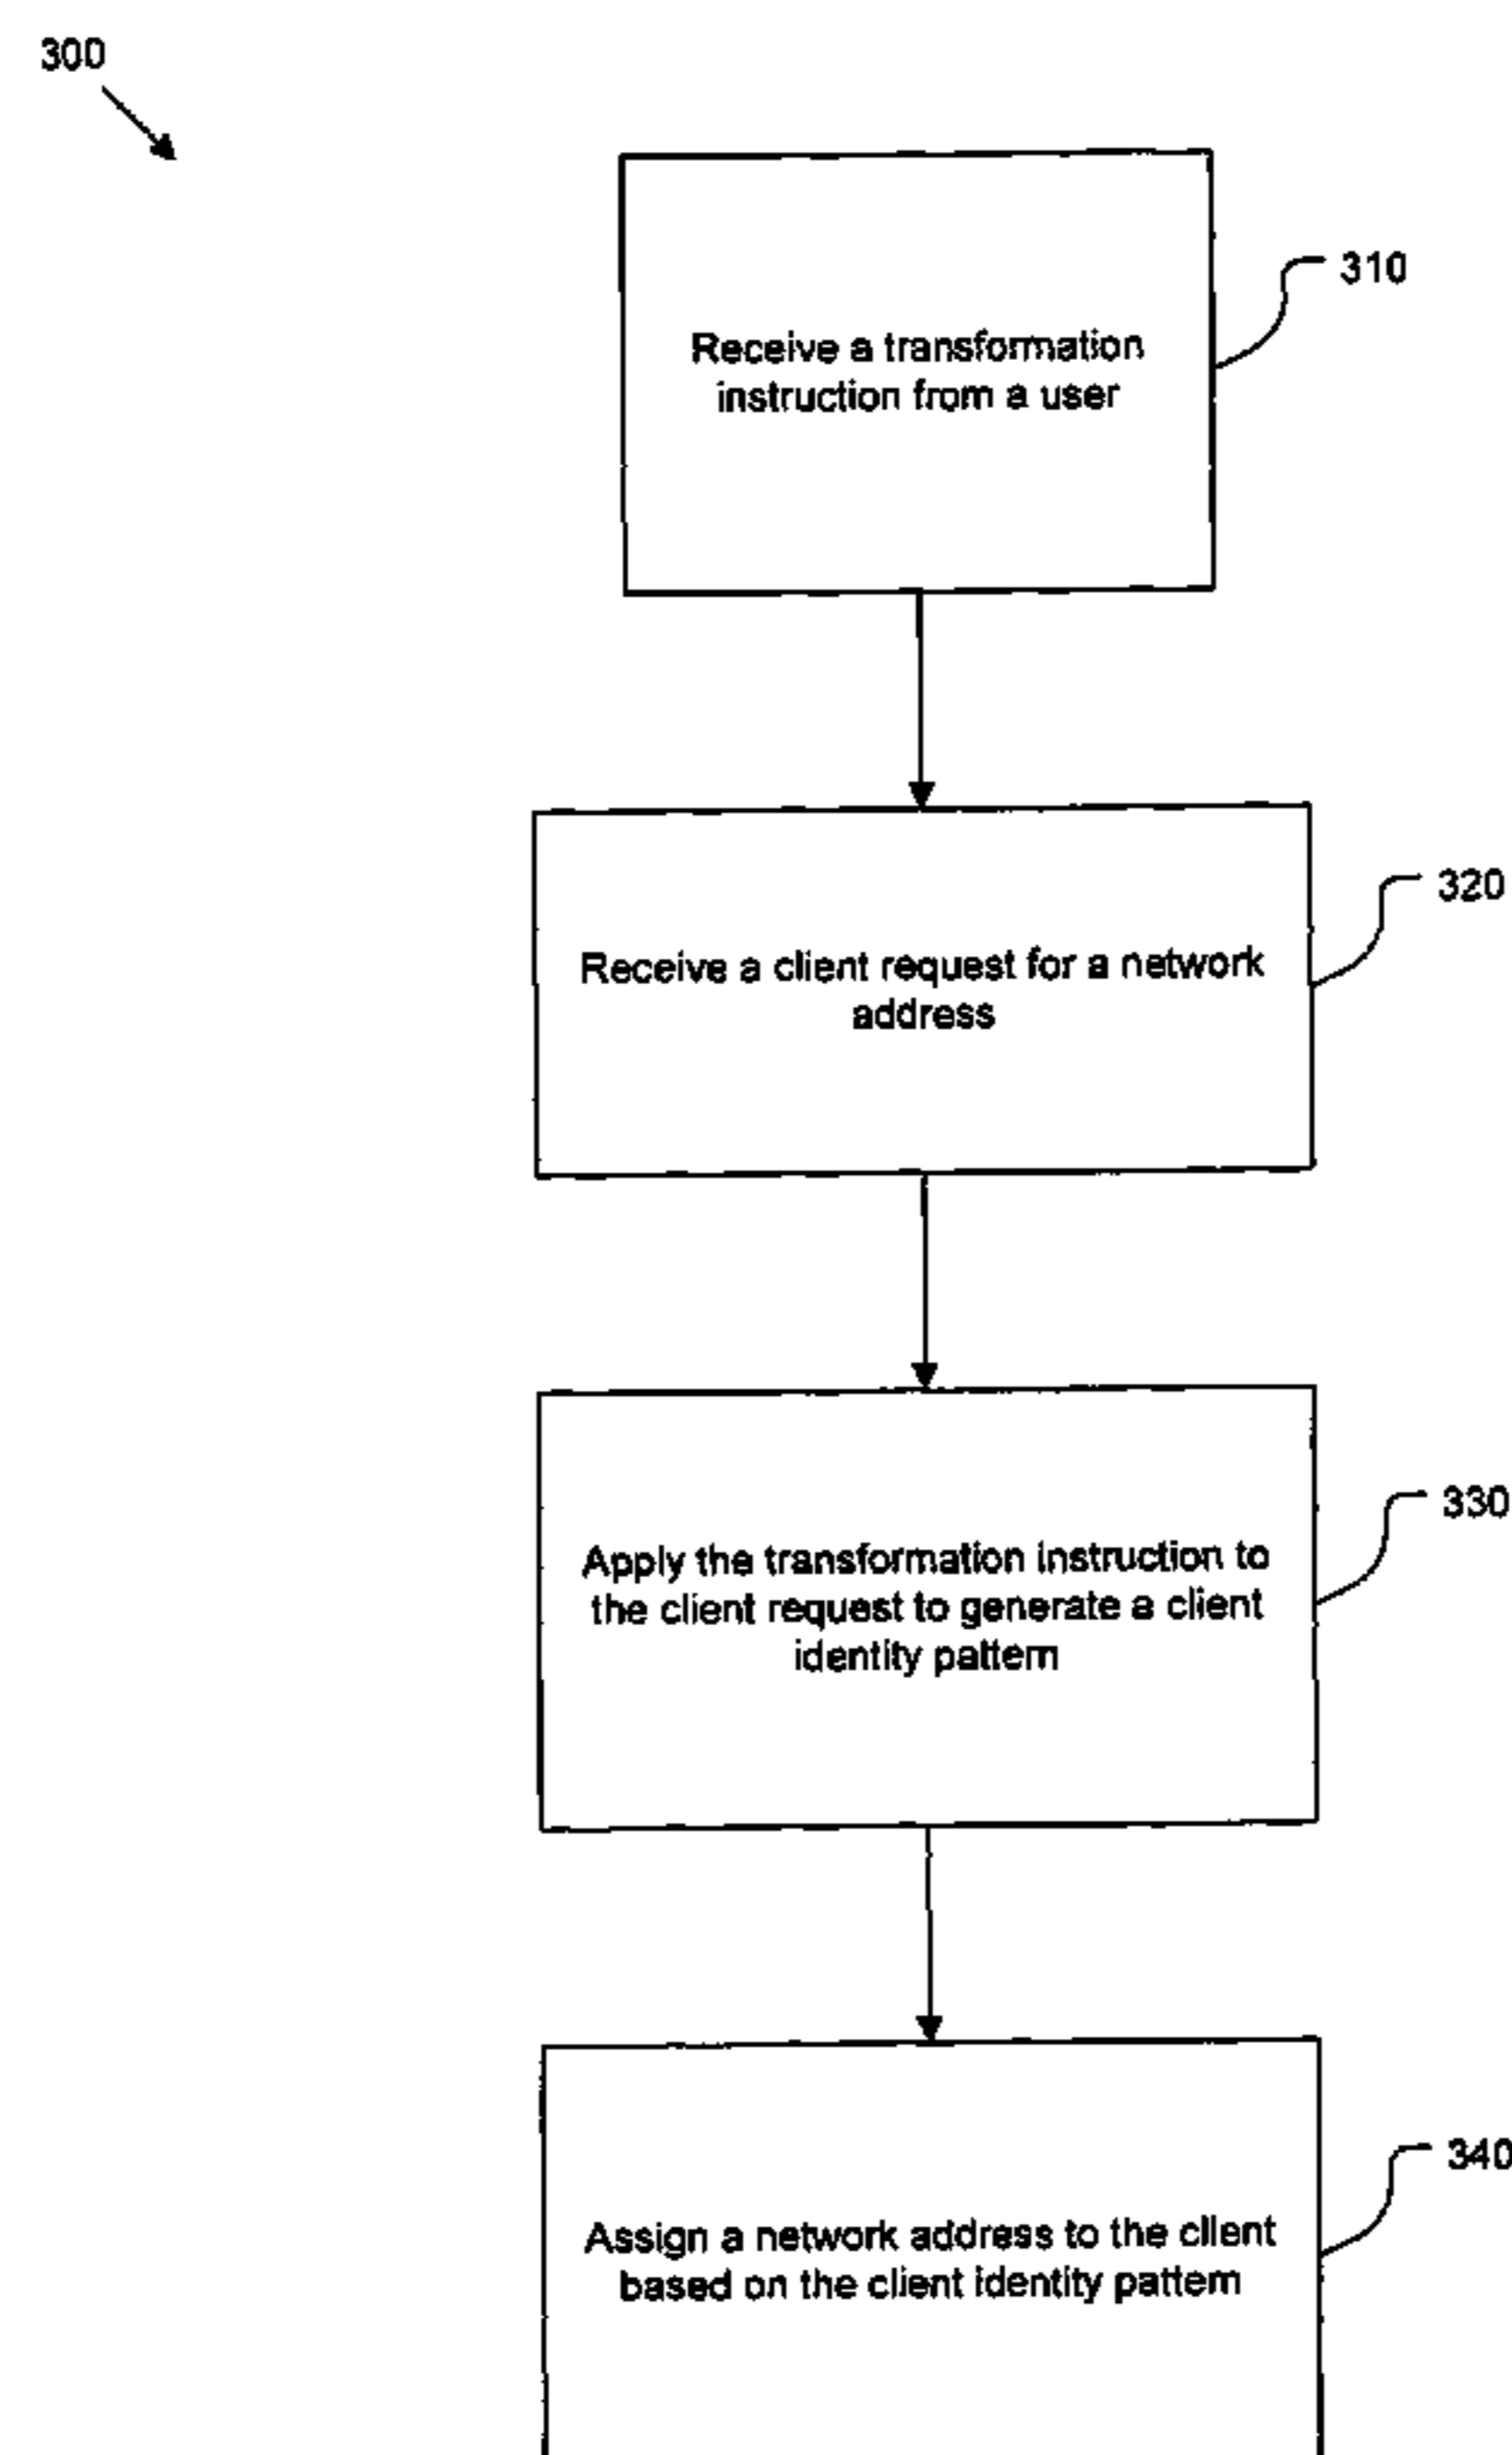 300
310
Receive a transformation
instruction from a user
320
Receive a client request for a network
address
330
Apply the transformation instruction to
the client request to generate a client
identity pattern
340
Assign a network address to the client
based on the client identity pattern